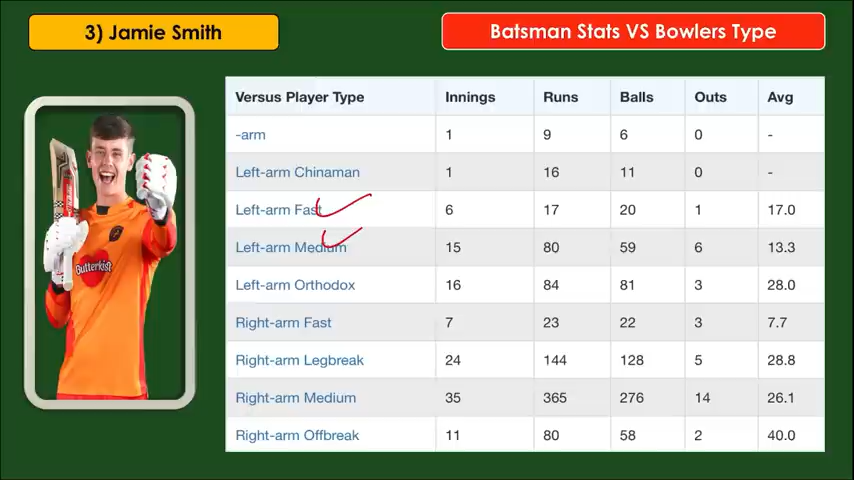 3) Jamie Smith
Batsman Stats VS Bowlers Type
Versus Player Type Innings Runs Balls Outs Avg
-arm 1 9 6 0 -
Left-arm Chinaman 1 16 11 0 -
Left-arm Fast 6 17 20 1 17.0
Left-arm Medium 15 80 59 6 13.3
Left-arm Orthodox 16 84 81 3 28.0
Right-arm Fast 7 23 22 3 7.7
Right-arm Legbreak 24 144 128 5 28.8
Right-arm Medium 35 365 276 14 26.1
Right-arm Offbreak 11 80 58 2 40.0
Butterkist